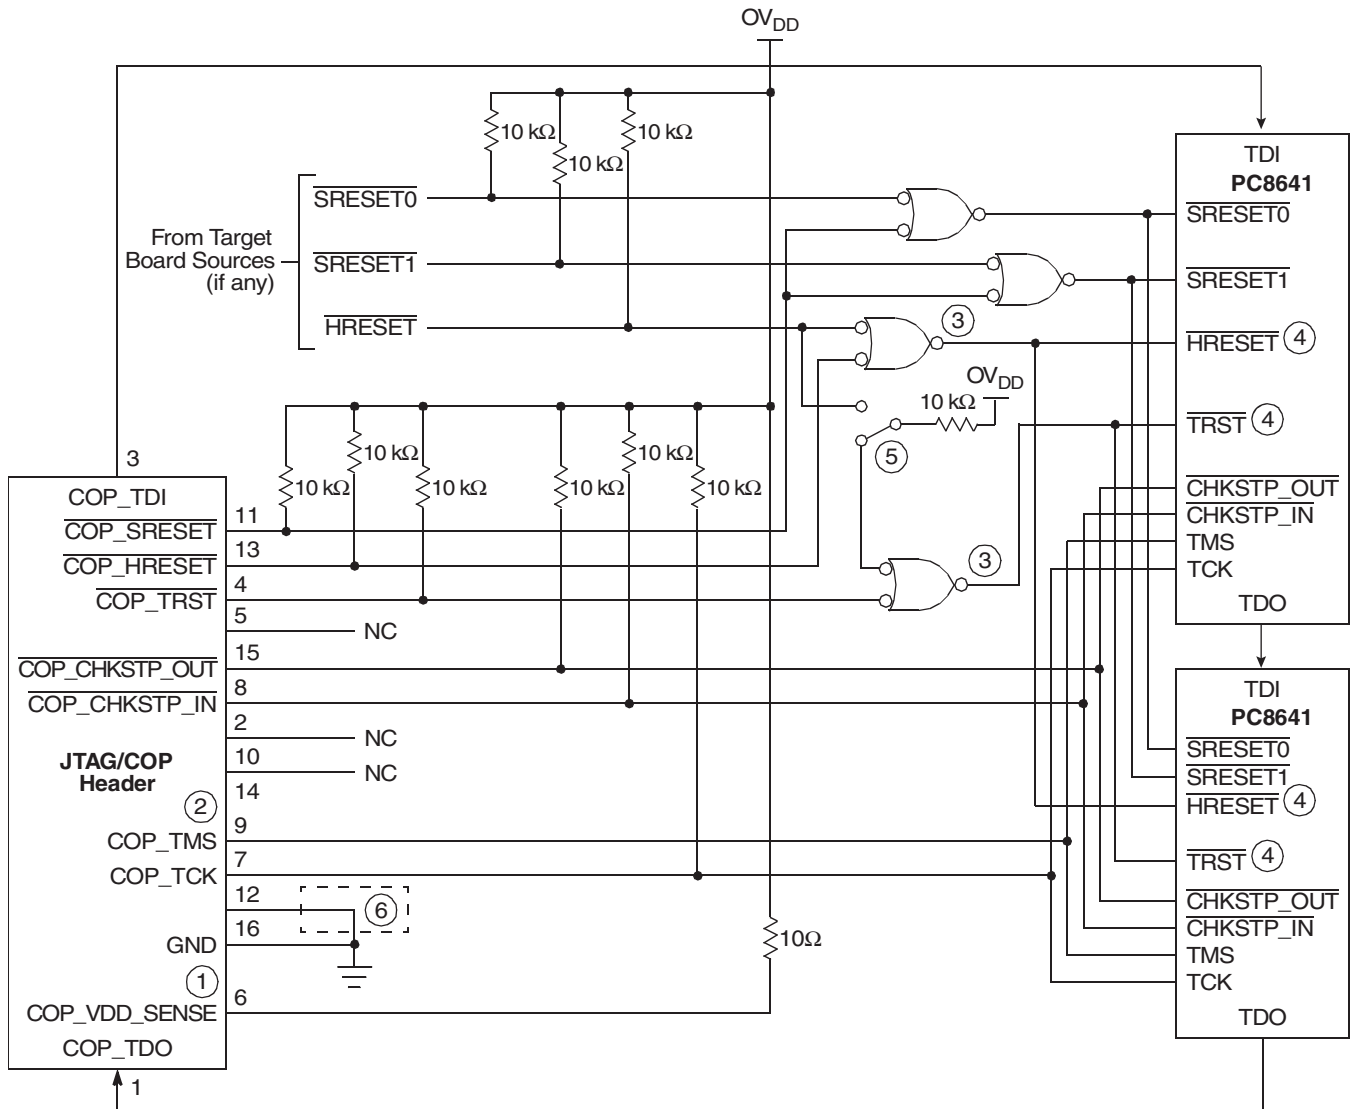 OVDD
10 kΩ
10 kΩ
10 kΩ
TDI
PC8641
SRESET0
SRESET0
From Target
Board Sources
(if any)
SRESET1
SRESET1
HRESET
3
HRESET 4
OVDD
10 kΩ
TRST 4
5
3
10 kΩ
10 kΩ
10 kΩ
10 kΩ
10 kΩ
10 kΩ
CHKSTP_OUT
CHKSTP_IN
TMS
TCK
TDO
COP_TDI
COP_SRESET
11
COP_HRESET
13
COP_TRST
4
3
5
NC
COP_CHKSTP_OUT
15
COP_CHKSTP_IN
8
2
NC
JTAG/COP
Header
10
NC
2
14
COP_TMS
9
COP_TCK
7
12
6
GND
16
1
COP_VDD_SENSE
6
COP_TDO
1
10Ω
TDI
PC8641
SRESET0
SRESET1
HRESET 4
TRST 4
CHKSTP_OUT
CHKSTP_IN
TMS
TCK
TDO